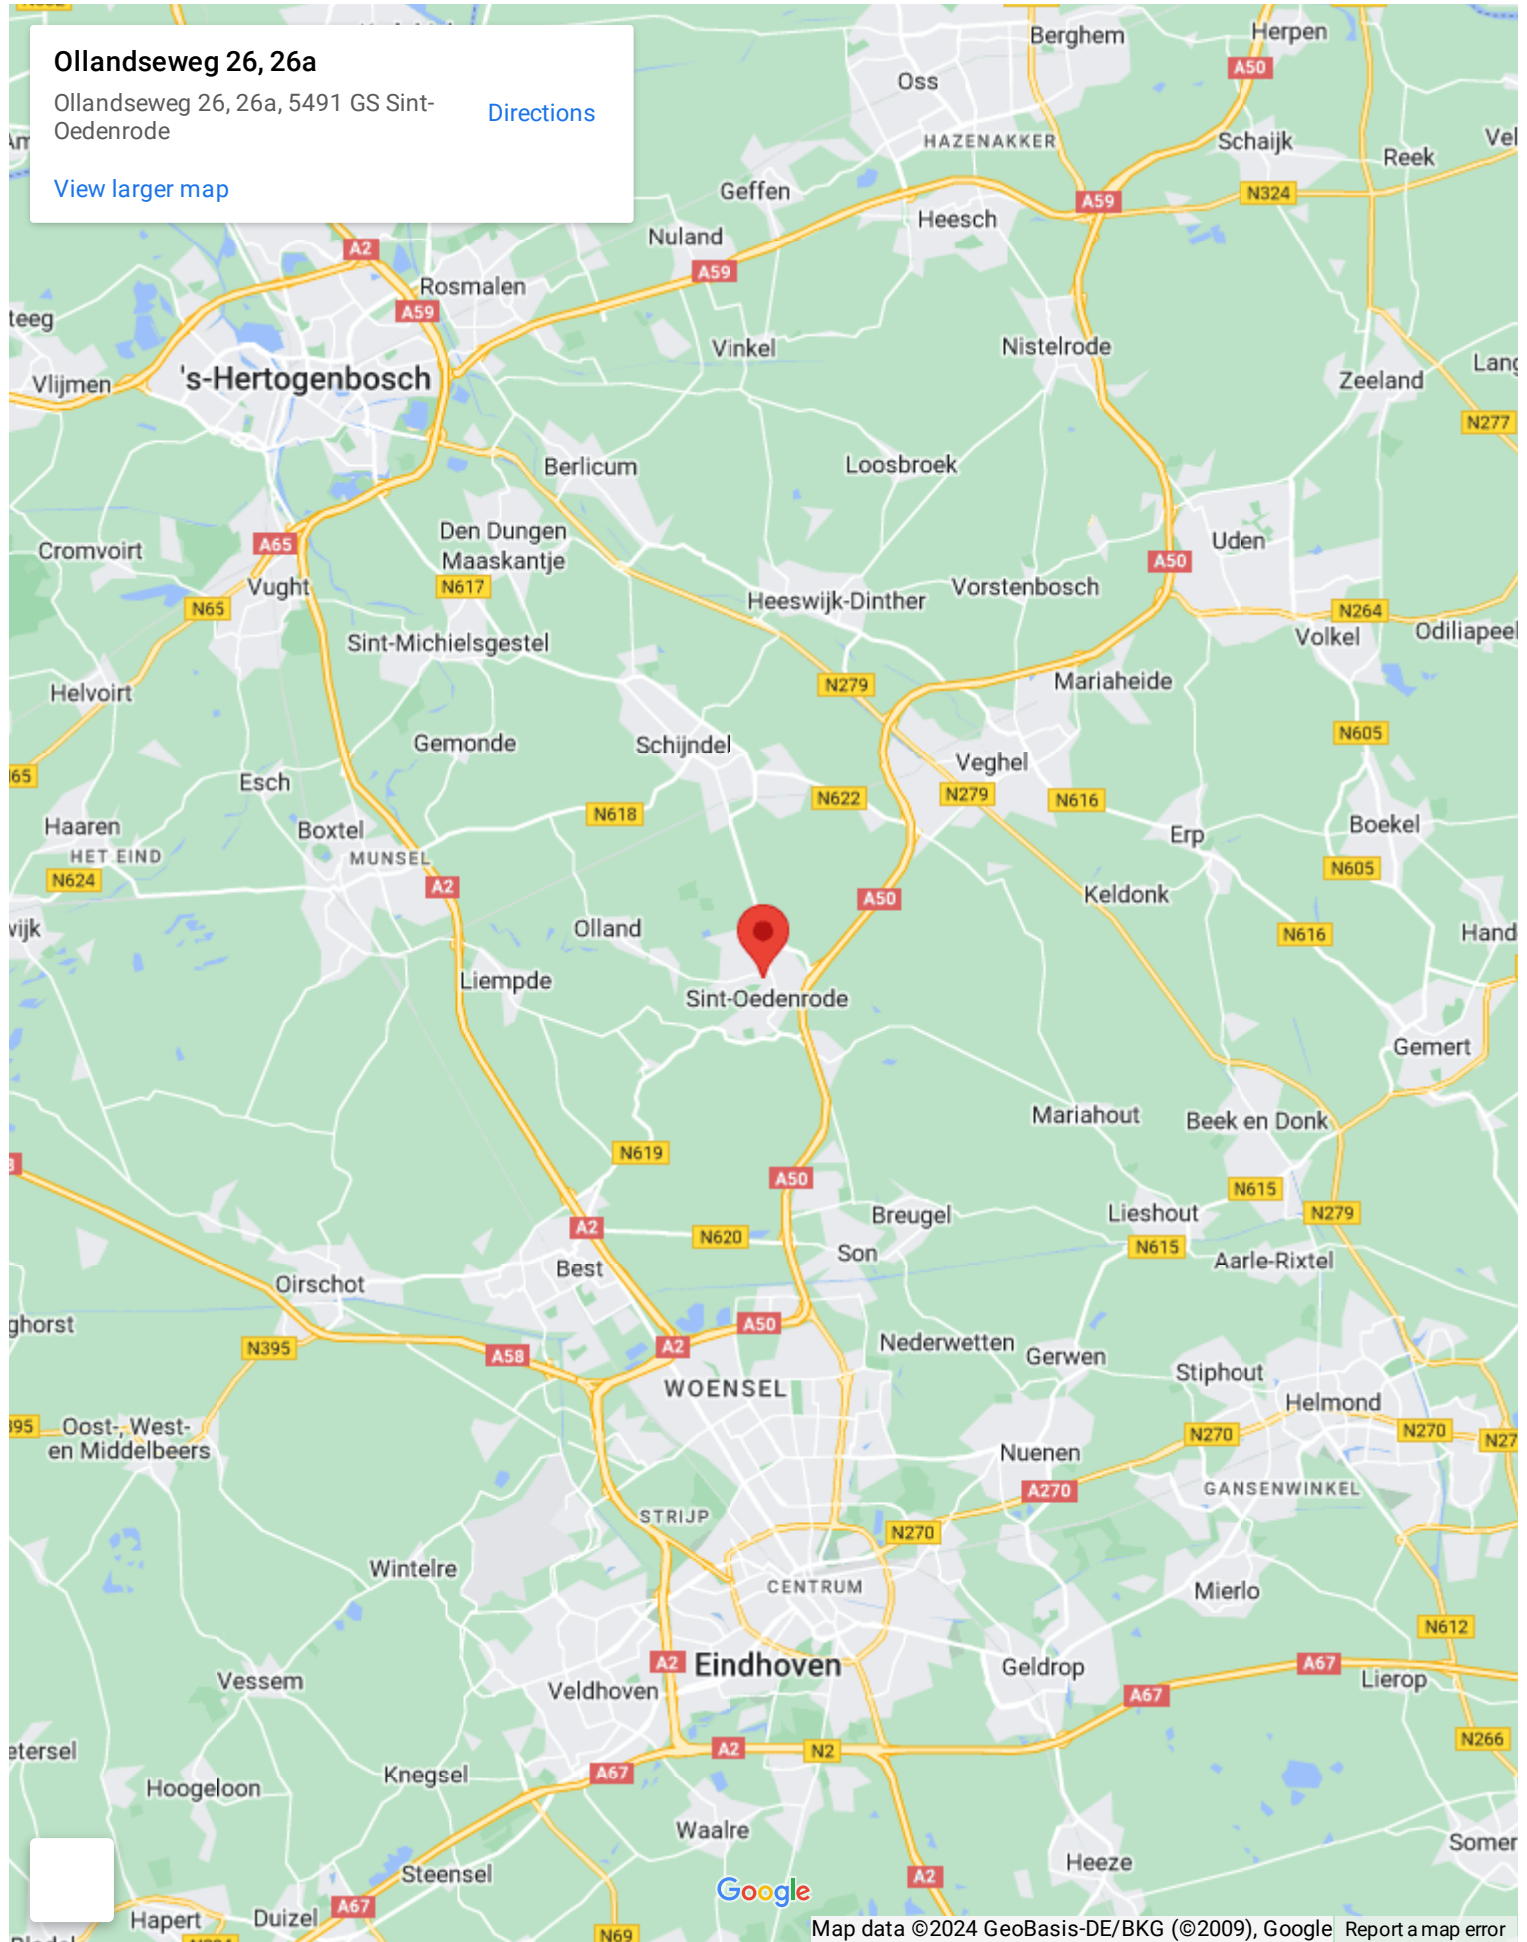 Ollandseweg 26, 26a
Ollandseweg 26, 26a, 5491 GS Sint-
Oedenrode
Directions
View larger map
Berghem
Herpen
A50
Oss
HAZENAKKER
Schaijk
Reek
Geffen
A59
N324
Heesch
Nuland
A2
A59
Rosmalen
A59
Vinkel
Nistelrode
's-Hertogenbosch
Vlijmen
Zeeland
N277
Berlicum
Loosbroek
Den Dungen
Maaskantje
Cromvoirt
A65
Uden
A50
Vught
N617
Vorstenbosch
Heeswijk-Dinther
N65
N264
Volkel
Odiliapeel
Sint-Michielsgestel
N279
Mariaheide
Helvoirt
Gemonde
Schijndel
N605
Veghel
Esch
N622
N279
N616
N618
Haaren
Boxtel
Erp
Boekel
HET EIND
MUNSEL
N624
A2
N605
A50
Keldonk
Olland
N616
Liempde
Sint-Oedenrode
Gemert
Mariahout
Beek en Donk
N619
A50
N615
Breugel
Lieshout
N279
A2
N620
Son
N615
Aarle-Rixtel
Best
Oirschot
A50
N395
A58
A2
Nederwetten
Gerwen
Stiphout
WOENSEL
Helmond
Oost-, West-
en Middelbeers
N270
N270
Nuenen
A270
GANSENWINKEL
STRIJP
N270
Wintelre
CENTRUM
Mierlo
N612
A2
Eindhoven
Geldrop
A67
Vessem
Veldhoven
A67
Lierop
A2
N2
N266
Knegsel
A67
Hoogeloon
Waalre
Heeze
Steensel
A2
Google
A67
Hapert
Duizel
N69
Map data ©2024 GeoBasis-DE/BKG (©2009), Google
Report a map error